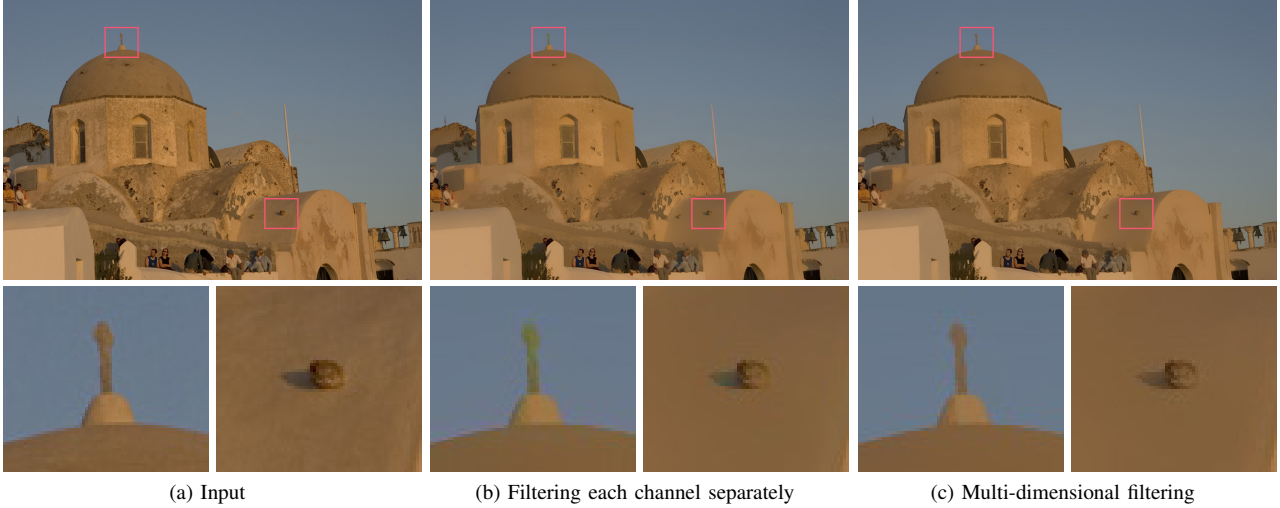 (a) Input
(b) Filtering each channel separately
(c) Multi-dimensional filtering